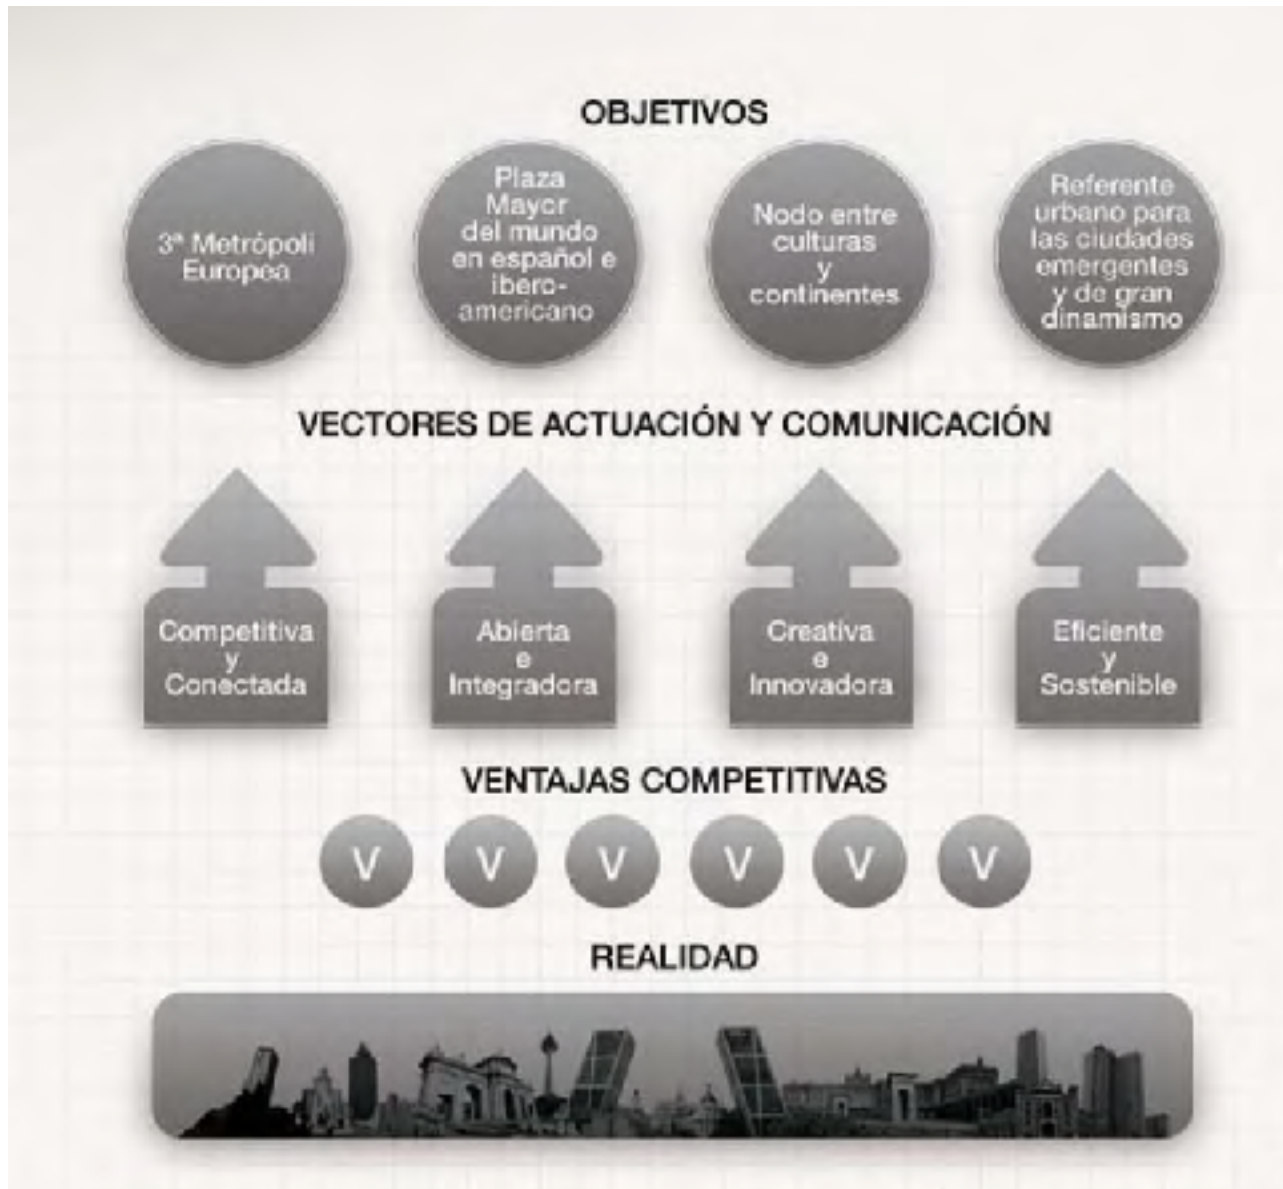 OBJETIVOS
3ª Metrópoli
Europea
Plaza
Mayor
del mundo
en español e
ibero-
americano
Nodo entre
culturas
y
continentes
Referente
urbano para
las ciudades
emergentes
y de gran
dinamismo
VECTORES DE ACTUACIÓN Y COMUNICACIÓN
Competitiva
y
Conectada
Abierta
e
Integradora
Creativa
e
Innovadora
Eficiente
y
Sostenible
VENTAJAS COMPETITIVAS
V V V V V V
REALIDAD